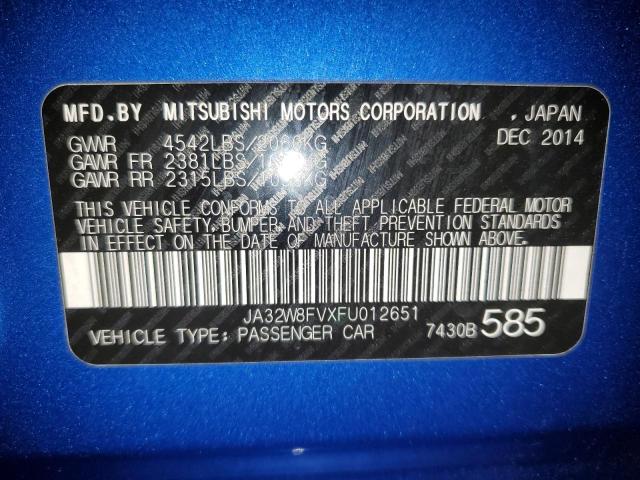 MFD.BY MITSUBISHI MOTORS CORPORATION , JAPAN
GVWR 4542LBS/2060KG DEC 2014
GAWR FR 2381LBS/
GAWR RR 2315LBS/
THIS VEHICLE CONFORMS TO ALL APPLICABLE FEDERAL MOTOR
VEHICLE SAFETY,BUMPER, AND THEFT PREVENTION STANDARDS
IN EFFECT ON THE DATE OF MANUFACTURE SHOWN ABOVE.
JA32W8FVXFU012651
VEHICLE TYPE: PASSENGER CAR 7430B 585